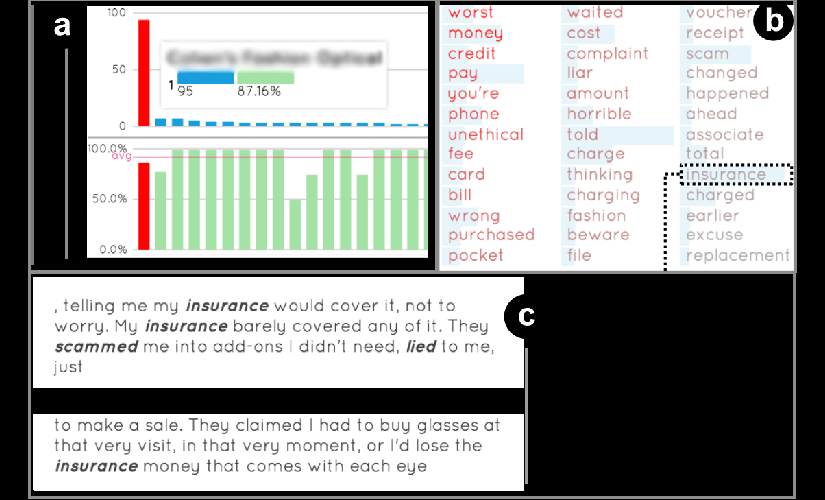 a
100
50
0
1
95 87.16%
100.0%
avg
50.0%
0.0%
b
worst waited voucher
money cost receipt
credit complaint scam
pay liar changed
you're amount happened
phone horrible ahead
unethical told associate
fee charge total
card thinking insurance
bill charging charged
wrong fashion earlier
purchased beware excuse
pocket file replacement
c
, telling me my insurance would cover it, not to
worry. My insurance barely covered any of it. They
scammed me into add-ons I didn't need, lied to me,
just
to make a sale. They claimed I had to buy glasses at
that very visit, in that very moment, or I'd lose the
insurance money that comes with each eye